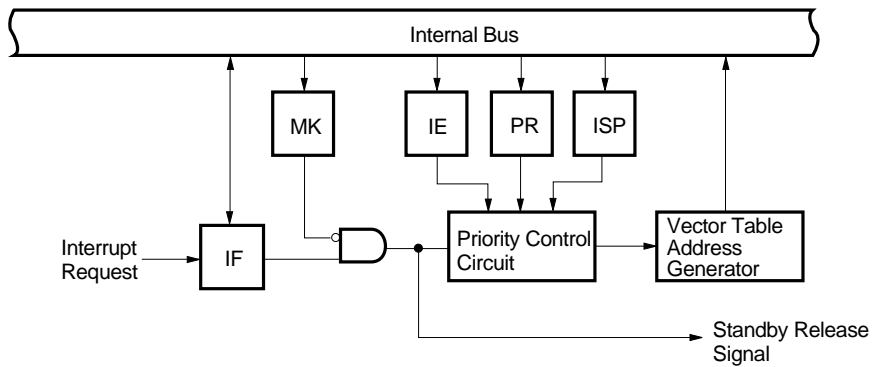 Internal Bus
MK
IE
PR
ISP
Interrupt
Request
IF
Priority Control
Circuit
Vector Table
Address
Generator
Standby Release
Signal